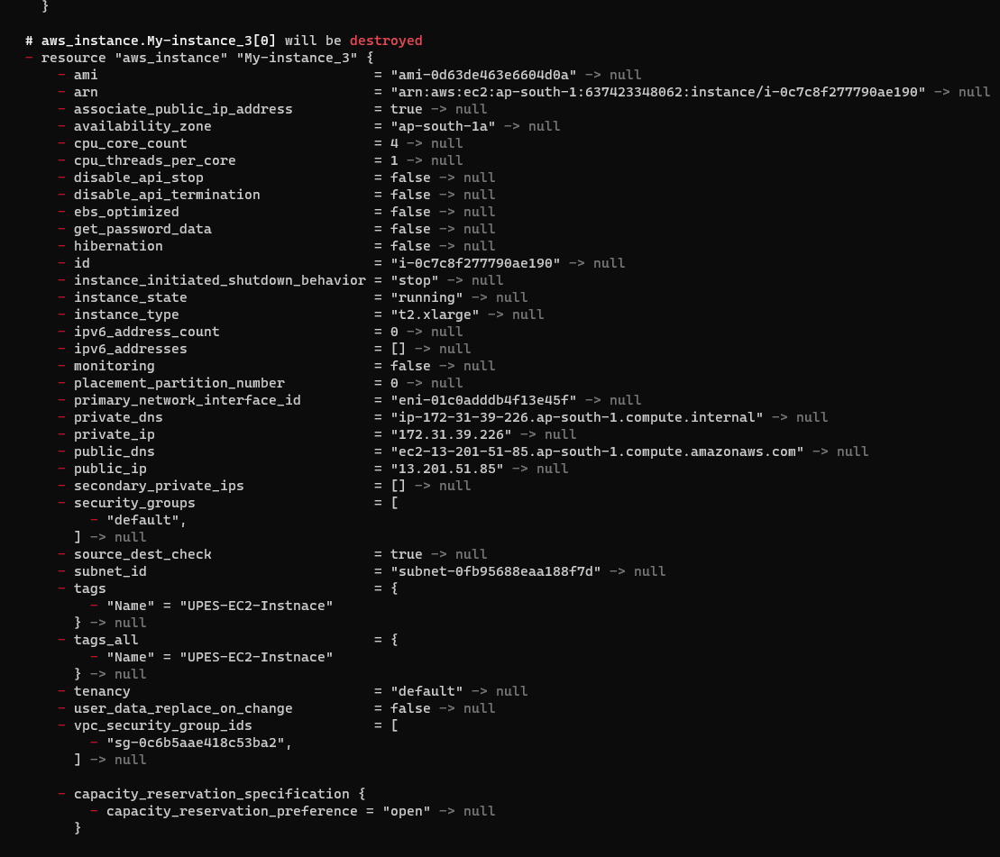 }
# aws_instance.My-instance_3[0] will be destroyed
- resource "aws_instance" "My-instance_3" {
- ami = "ami-0d63de463e6604d0a" -> null
- arn = "arn:aws:ec2:ap-south-1:637423348062:instance/i-0c7c8f277790ae190" -> null
- associate_public_ip_address = true -> null
- availability_zone = "ap-south-1a" -> null
- cpu_core_count = 4 -> null
- cpu_threads_per_core = 1 -> null
- disable_api_stop = false -> null
- disable_api_termination = false -> null
- ebs_optimized = false -> null
- get_password_data = false -> null
- hibernation = false -> null
- id = "i-0c7c8f277790ae190" -> null
- instance_initiated_shutdown_behavior = "stop" -> null
- instance_state = "running" -> null
- instance_type = "t2.xlarge" -> null
- ipv6_address_count = 0 -> null
- ipv6_addresses = [] -> null
- monitoring = false -> null
- placement_partition_number = 0 -> null
- primary_network_interface_id = "eni-01c0adddb4f13e45f" -> null
- private_dns = "ip-172-31-39-226.ap-south-1.compute.internal" -> null
- private_ip = "172.31.39.226" -> null
- public_dns = "ec2-13-201-51-85.ap-south-1.compute.amazonaws.com" -> null
- public_ip = "13.201.51.85" -> null
- secondary_private_ips = [] -> null
- security_groups = [
- "default",
] -> null
- source_dest_check = true -> null
- subnet_id = "subnet-0fb95688eaa188f7d" -> null
- tags = {
- "Name" = "UPES-EC2-Instnace"
} -> null
- tags_all = {
- "Name" = "UPES-EC2-Instnace"
} -> null
- tenancy = "default" -> null
- user_data_replace_on_change = false -> null
- vpc_security_group_ids = [
- "sg-0c6b5aae418c53ba2",
] -> null
- capacity_reservation_specification {
- capacity_reservation_preference = "open" -> null
}